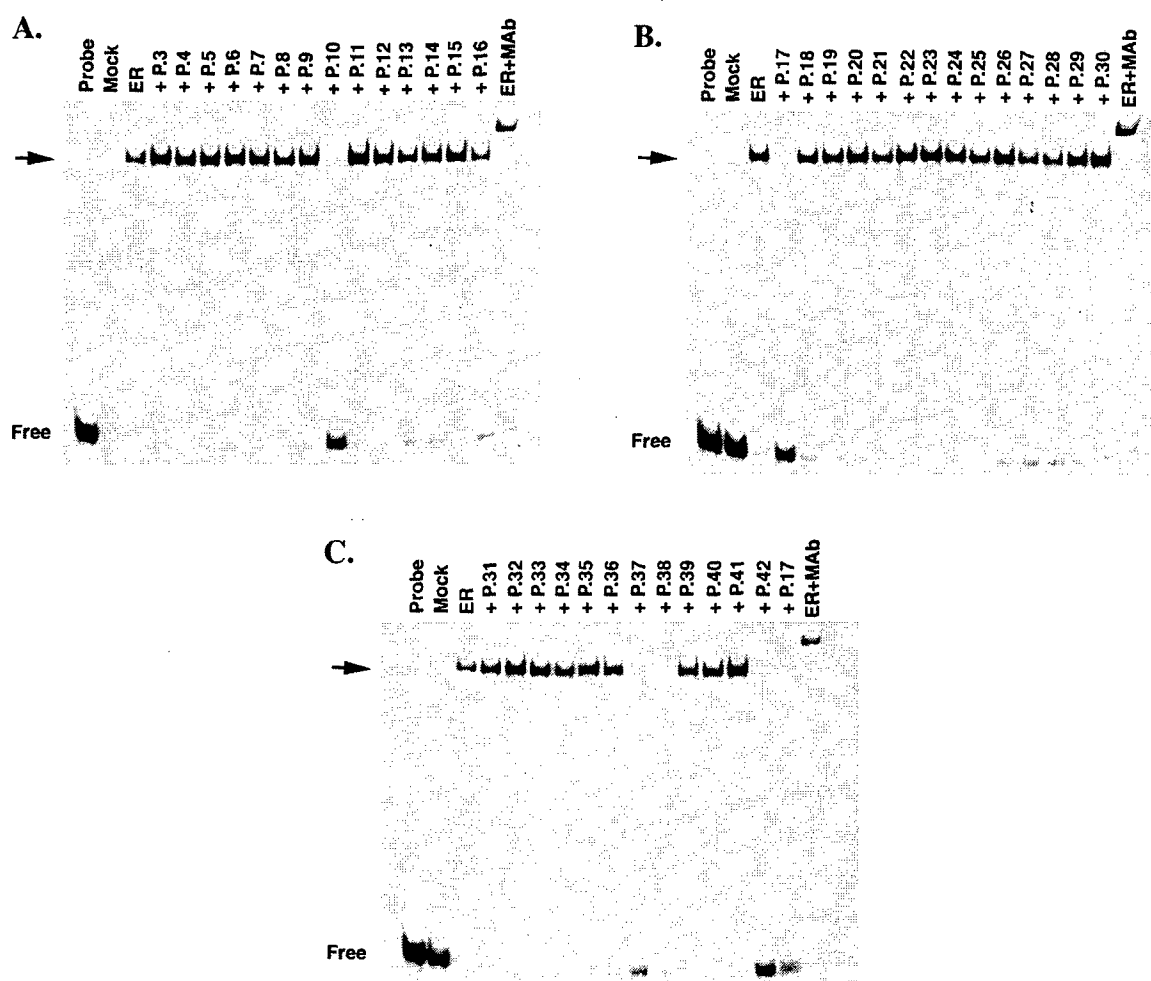 A.
Probe
Mock
ER
+ P.3
+ P.4
+ P.5
+ P.6
+ P.7
+ P.8
+ P.9
+ P.10
+ P.11
+ P.12
+ P.13
+ P.14
+ P.15
+ P.16
ER+MAb
Free
B.
Probe
Mock
ER
+ P.17
+ P.18
+ P.19
+ P.20
+ P.21
+ P.22
+ P.23
+ P.24
+ P.25
+ P.26
+ P.27
+ P.28
+ P.29
+ P.30
ER+MAb
Free
C.
Probe
Mock
ER
+ P.31
+ P.32
+ P.33
+ P.34
+ P.35
+ P.36
+ P.37
+ P.38
+ P.39
+ P.40
+ P.41
+ P.42
+ P.17
ER+MAb
Free